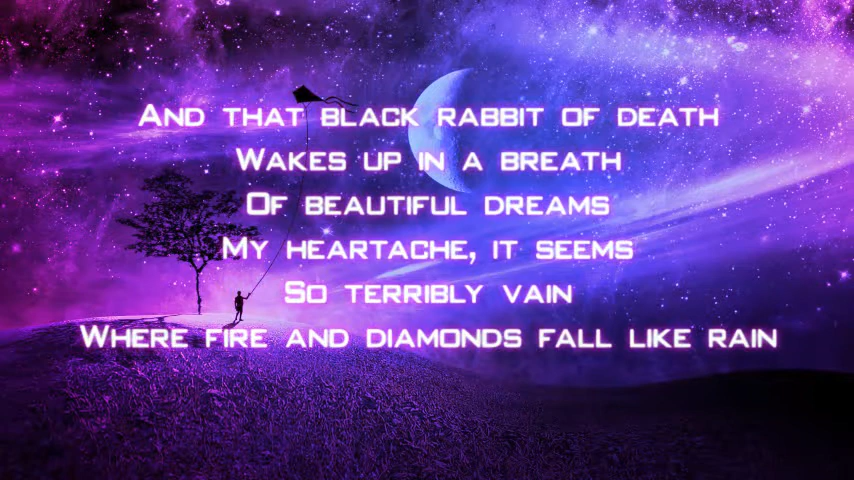 And that black rabbit of death
Wakes up in a breath
Of beautiful dreams
My heartache, it seems
So terribly vain
Where fire and diamonds fall like rain